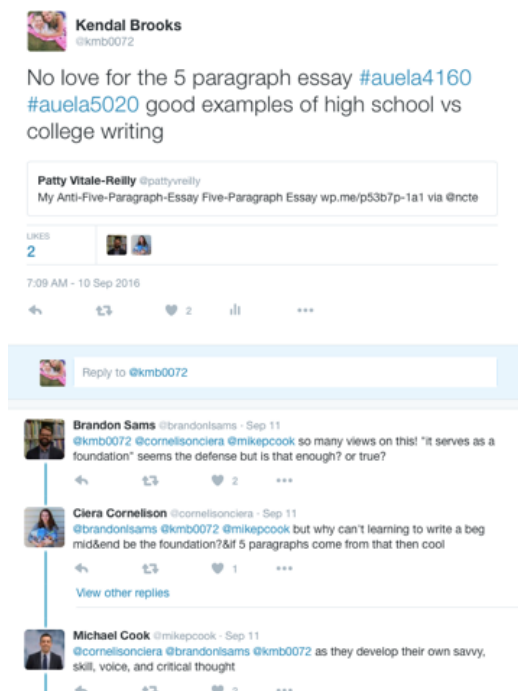 Kendal Brooks
@kmb0072
No love for the 5 paragraph essay #auela4160
#auela5020 good examples of high school vs
college writing
Patty Vitale-Reilly @pattyvreilly
My Anti-Five-Paragraph-Essay Five-Paragraph Essay wp.me/p53b7p-1a1 via @ncte
LIKES
2
7:09 AM - 10 Sep 2016
2
Reply to @kmb0072
Brandon Sams @brandonlsams · Sep 11
@kmb0072 @cornelisonciera @mikepcook so many views on this! "it serves as a
foundation" seems the defense but is that enough? or true?
2
Ciera Cornelison @cornelisonciera · Sep 11
@brandonlsams @kmb0072 @mikepcook but why can't learning to write a beg
mid&end be the foundation?&if 5 paragraphs come from that then cool
1
View other replies
Michael Cook @mikepcook · Sep 11
@cornelisonciera @brandonlsams @kmb0072 as they develop their own savvy,
skill, voice, and critical thought